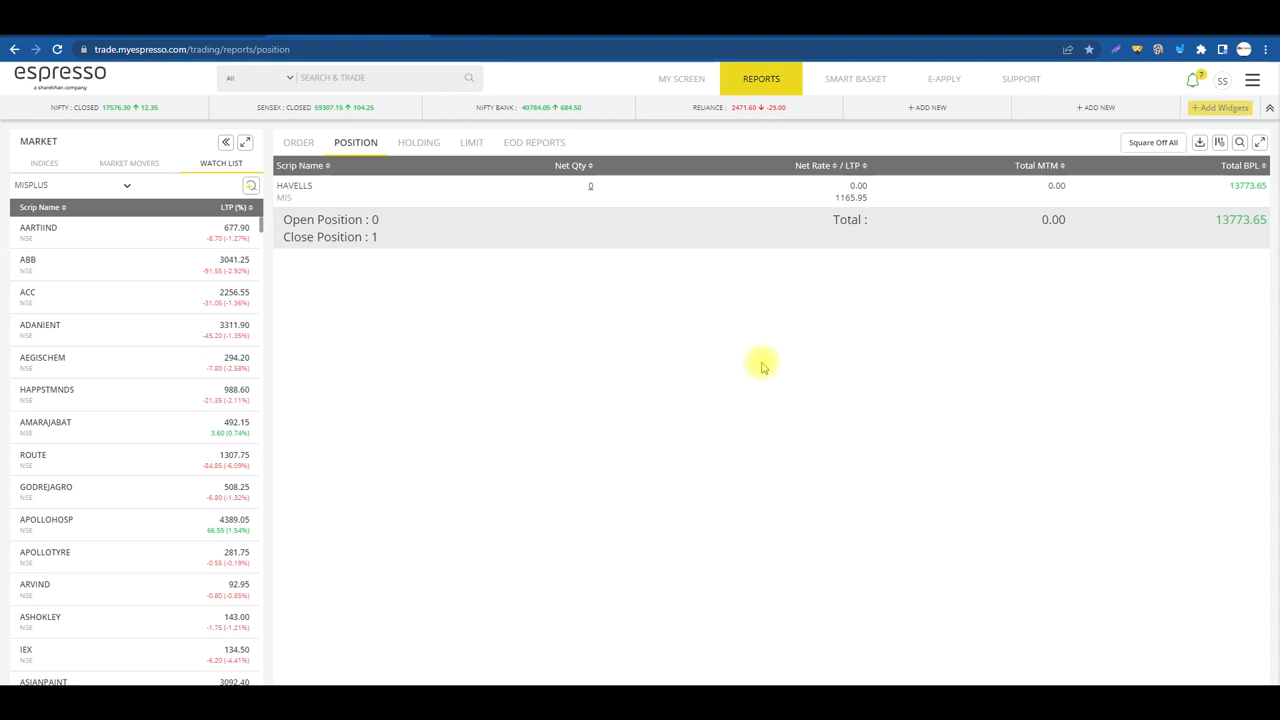 trade.myespresso.com/trading/reports/position
espresso
a sharekhan company
All
SEARCH & TRADE
MY SCREEN
REPORTS
SMART BASKET
E-APPLY
SUPPORT
7
SS
NIFTY : CLOSED 17576.30 ↑ 12.35
SENSEX : CLOSED 59307.15 ↑ 104.25
NIFTY BANK : 40784.05 ↑ 684.50
RELIANCE : 2471.60 ↓ -29.00
+ ADD NEW
+ ADD NEW
+ Add Widgets
MARKET
INDICES
MARKET MOVERS
WATCH LIST
MISPLUS
Scrip Name
LTP (%)
AARTIIND 677.90
NSE -8.70 (-1.27%)
ABB 3041.25
NSE -91.55 (-2.92%)
ACC 2256.55
NSE -31.05 (-1.36%)
ADANIENT 3311.90
NSE -45.20 (-1.35%)
AEGISCHEM 294.20
NSE -7.80 (-2.58%)
HAPPSTMNDS 988.60
NSE -21.35 (-2.11%)
AMARAJABAT 492.15
NSE 3.60 (0.74%)
ROUTE 1307.75
NSE -84.85 (-6.09%)
GODREJAGRO 508.25
NSE -6.80 (-1.32%)
APOLLOHOSP 4389.05
NSE 66.55 (1.54%)
APOLLOTYRE 281.75
NSE -0.55 (-0.19%)
ARVIND 92.95
NSE -0.80 (-0.85%)
ASHOKLEY 143.00
NSE -1.75 (-1.21%)
IEX 134.50
NSE -6.20 (-4.41%)
ASIANPAINT 3092.40
ORDER
POSITION
HOLDING
LIMIT
EOD REPORTS
Square Off All
Scrip Name
Net Qty
Net Rate / LTP
Total MTM
Total BPL
HAVELLS 0 0.00 0.00 13773.65
MIS 1165.95
Open Position : 0 Total : 0.00 13773.65
Close Position : 1